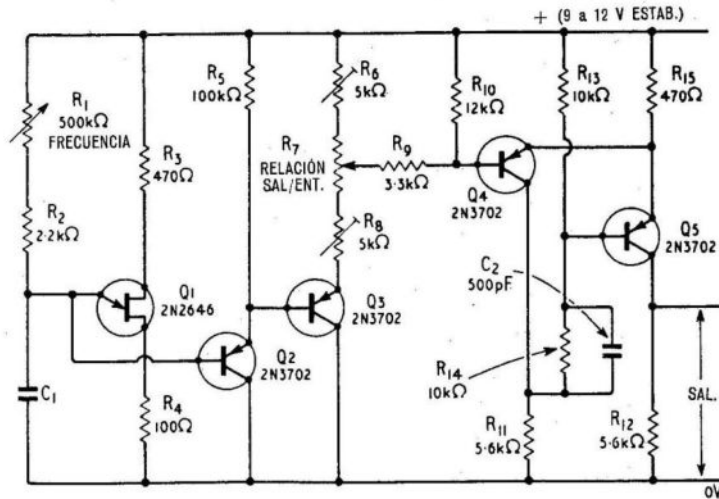 + (9 a 12 V ESTAB.)
R1
500kΩ
FRECUENCIA
R2
2.2kΩ
R3
470Ω
R5
100kΩ
R6
5kΩ
R7
RELACIÓN
SAL/ENT.
R8
5kΩ
R9
3.3kΩ
R10
12kΩ
R13
10kΩ
R15
470Ω
Q4
2N3702
Q5
2N3702
C2
500pF
Q1
2N2646
Q3
2N3702
Q2
2N3702
C1
R4
100Ω
R14
10kΩ
R11
5.6kΩ
R12
5.6kΩ
SAL.
0V